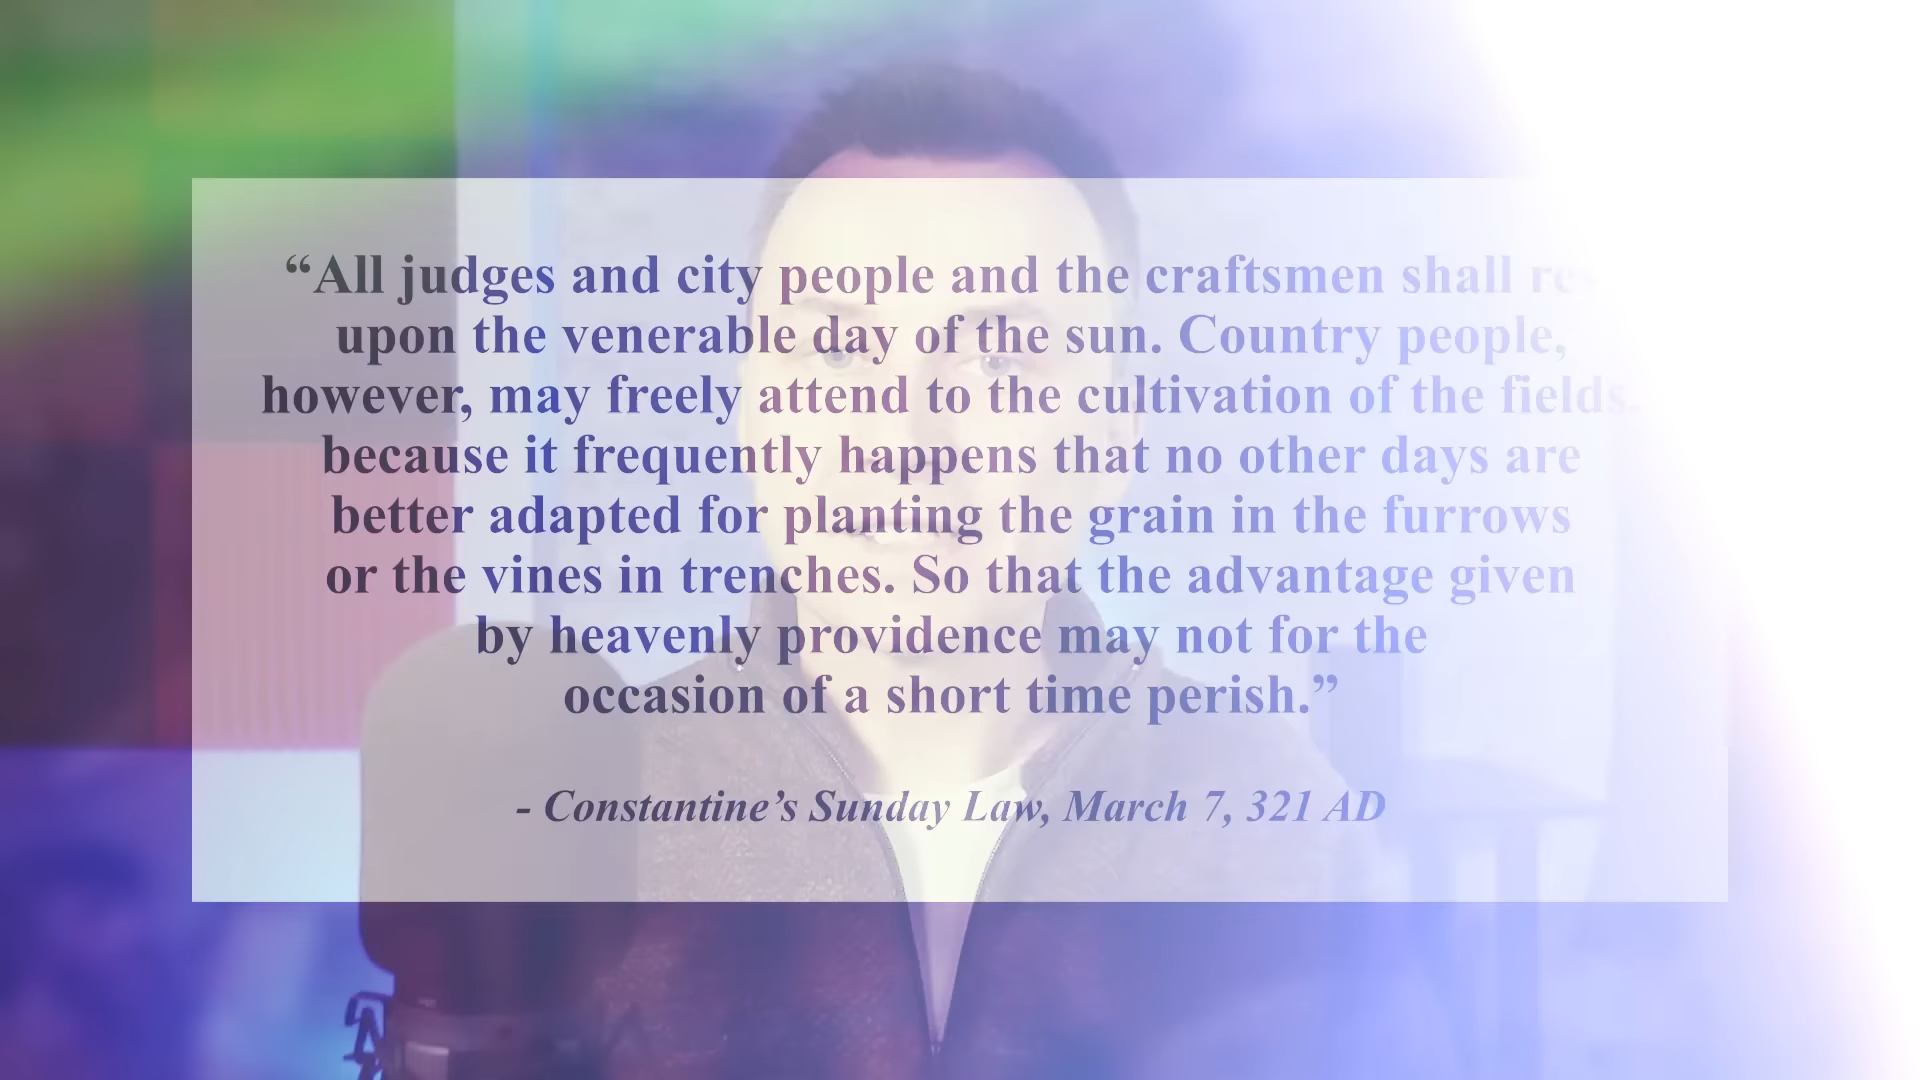 “All judges and city people and the craftsmen shall
upon the venerable day of the sun. Country people,
however, may freely attend to the cultivation of the fields.
because it frequently happens that no other days are
better adapted for planting the grain in the furrows
or the vines in trenches. So that the advantage given
by heavenly providence may not for the
occasion of a short time perish.”
- Constantine’s Sunday Law, March 7, 321 AD